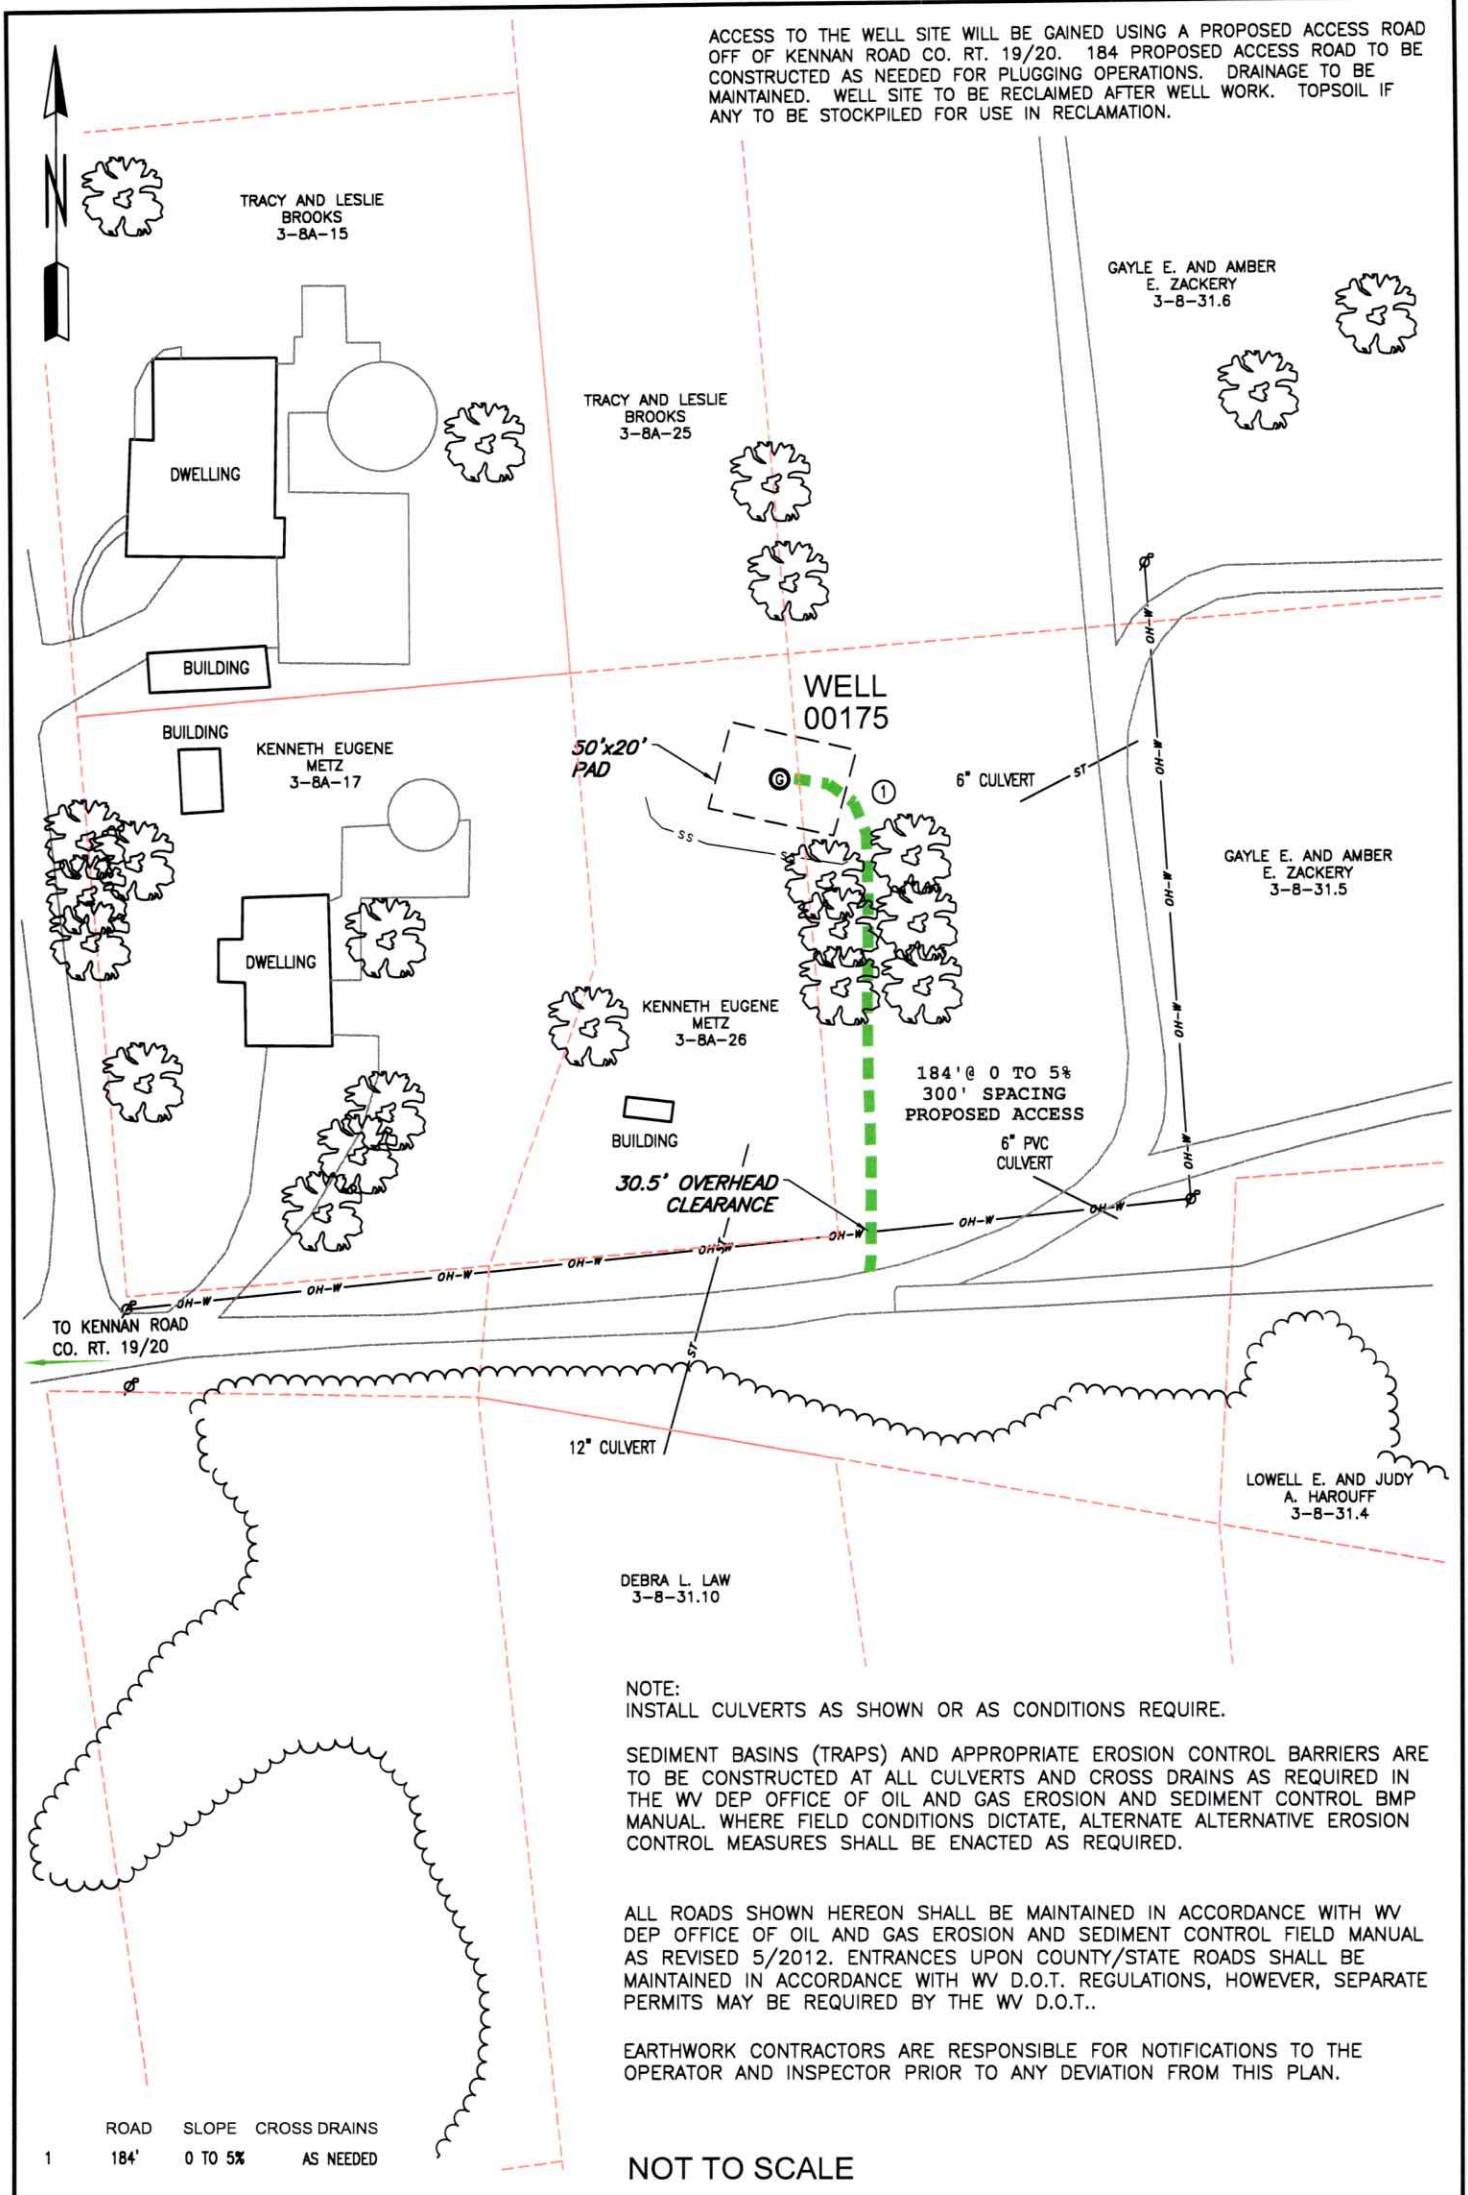 ACCESS TO THE WELL SITE WILL BE GAINED USING A PROPOSED ACCESS ROAD
OFF OF KENNAN ROAD CO. RT. 19/20. 184 PROPOSED ACCESS ROAD TO BE
CONSTRUCTED AS NEEDED FOR PLUGGING OPERATIONS. DRAINAGE TO BE
MAINTAINED. WELL SITE TO BE RECLAIMED AFTER WELL WORK. TOPSOIL IF
ANY TO BE STOCKPILED FOR USE IN RECLAMATION.
N
TRACY AND LESLIE
BROOKS
3-8A-15
GAYLE E. AND AMBER
E. ZACKERY
3-8-31.6
TRACY AND LESLIE
BROOKS
3-8A-25
DWELLING
OH-W
BUILDING
WELL
00175
BUILDING
KENNETH EUGENE
METZ
3-8A-17
50'x20'
PAD
G
1
6" CULVERT
ST
OH-W
SS
SS
GAYLE E. AND AMBER
E. ZACKERY
3-8-31.5
OH-W
DWELLING
KENNETH EUGENE
METZ
3-8A-26
OH-W
184'@ 0 TO 5%
300' SPACING
PROPOSED ACCESS
BUILDING
6" PVC
CULVERT
OH-W
30.5' OVERHEAD
CLEARANCE
OH-W
OH-W
OH-W
OH-W
OH-W
OH-W
OH-W
OH-W
ST
TO KENNAN ROAD
CO. RT. 19/20
ST
12" CULVERT
LOWELL E. AND JUDY
A. HAROUFF
3-8-31.4
DEBRA L. LAW
3-8-31.10
NOTE:
INSTALL CULVERTS AS SHOWN OR AS CONDITIONS REQUIRE.
SEDIMENT BASINS (TRAPS) AND APPROPRIATE EROSION CONTROL BARRIERS ARE
TO BE CONSTRUCTED AT ALL CULVERTS AND CROSS DRAINS AS REQUIRED IN
THE WV DEP OFFICE OF OIL AND GAS EROSION AND SEDIMENT CONTROL BMP
MANUAL. WHERE FIELD CONDITIONS DICTATE, ALTERNATE ALTERNATIVE EROSION
CONTROL MEASURES SHALL BE ENACTED AS REQUIRED.
ALL ROADS SHOWN HEREON SHALL BE MAINTAINED IN ACCORDANCE WITH WV
DEP OFFICE OF OIL AND GAS EROSION AND SEDIMENT CONTROL FIELD MANUAL
AS REVISED 5/2012. ENTRANCES UPON COUNTY/STATE ROADS SHALL BE
MAINTAINED IN ACCORDANCE WITH WV D.O.T. REGULATIONS, HOWEVER, SEPARATE
PERMITS MAY BE REQUIRED BY THE WV D.O.T..
EARTHWORK CONTRACTORS ARE RESPONSIBLE FOR NOTIFICATIONS TO THE
OPERATOR AND INSPECTOR PRIOR TO ANY DEVIATION FROM THIS PLAN.
ROAD SLOPE CROSS DRAINS
1 184' 0 TO 5% AS NEEDED
NOT TO SCALE